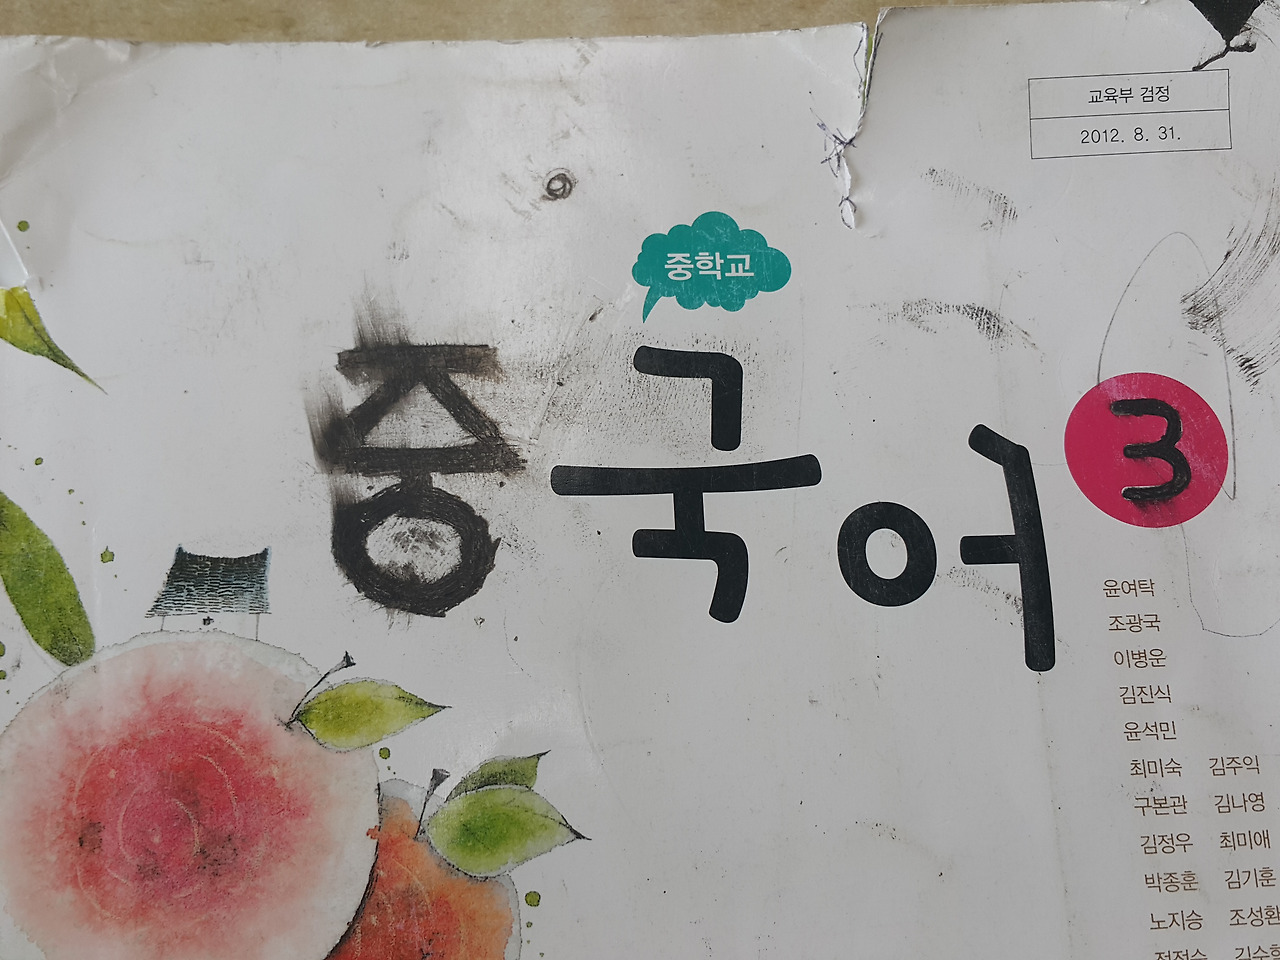 교육부 검정
2012. 8. 31.
중학교
중국어 3
윤여탁
조광국
이병운
김진식
윤석민
최미숙 김주익
구본관 김나영
김정우 최미애
박종훈 김기훈
노지승 조성환